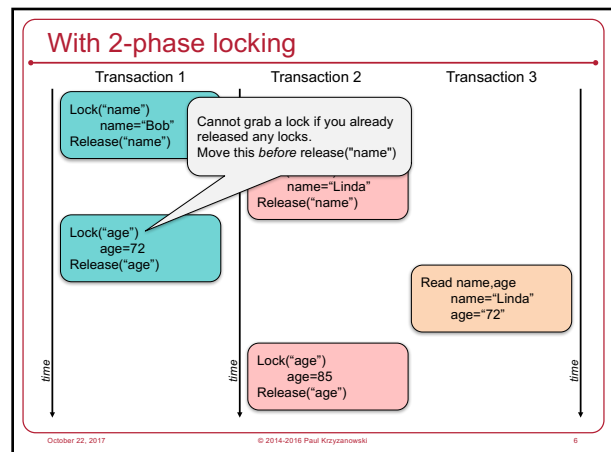 With 2-phase locking
Transaction 1
Transaction 2
Transaction 3
Lock("name")
name="Bob"
Release("name")
Cannot grab a lock if you already
released any locks.
Move this before release("name")
name="Linda"
Release("name")
Lock("age")
age=72
Release("age")
Read name,age
name="Linda"
age="72"
Lock("age")
age=85
Release("age")
time
time
time
October 22, 2017
© 2014-2016 Paul Krzyzanowski
6